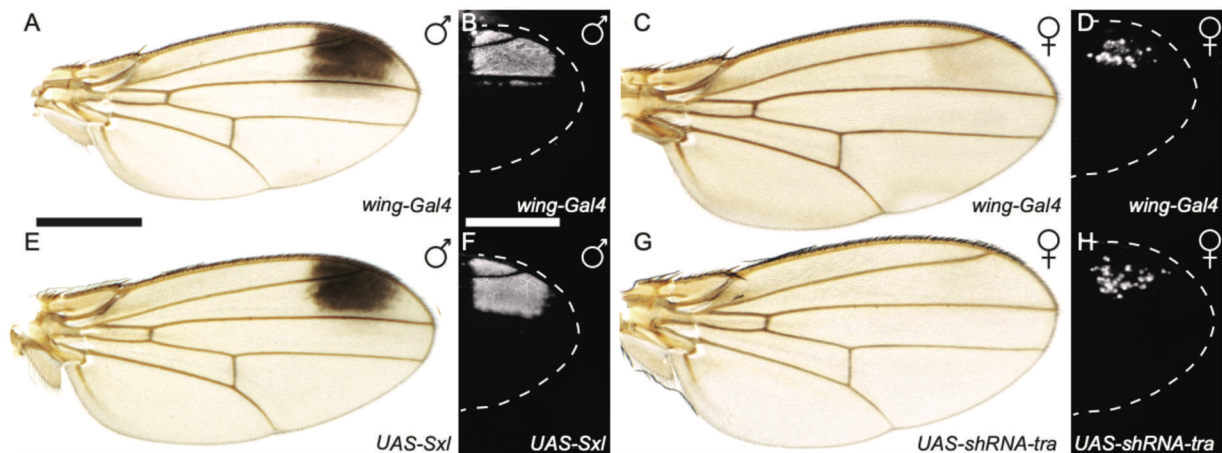 A ♂
B ♂
C ♀
D ♀
wing-Gal4
wing-Gal4
wing-Gal4
wing-Gal4
E ♂
F ♂
G ♀
H ♀
UAS-Sxl
UAS-Sxl
UAS-shRNA-tra
UAS-shRNA-tra